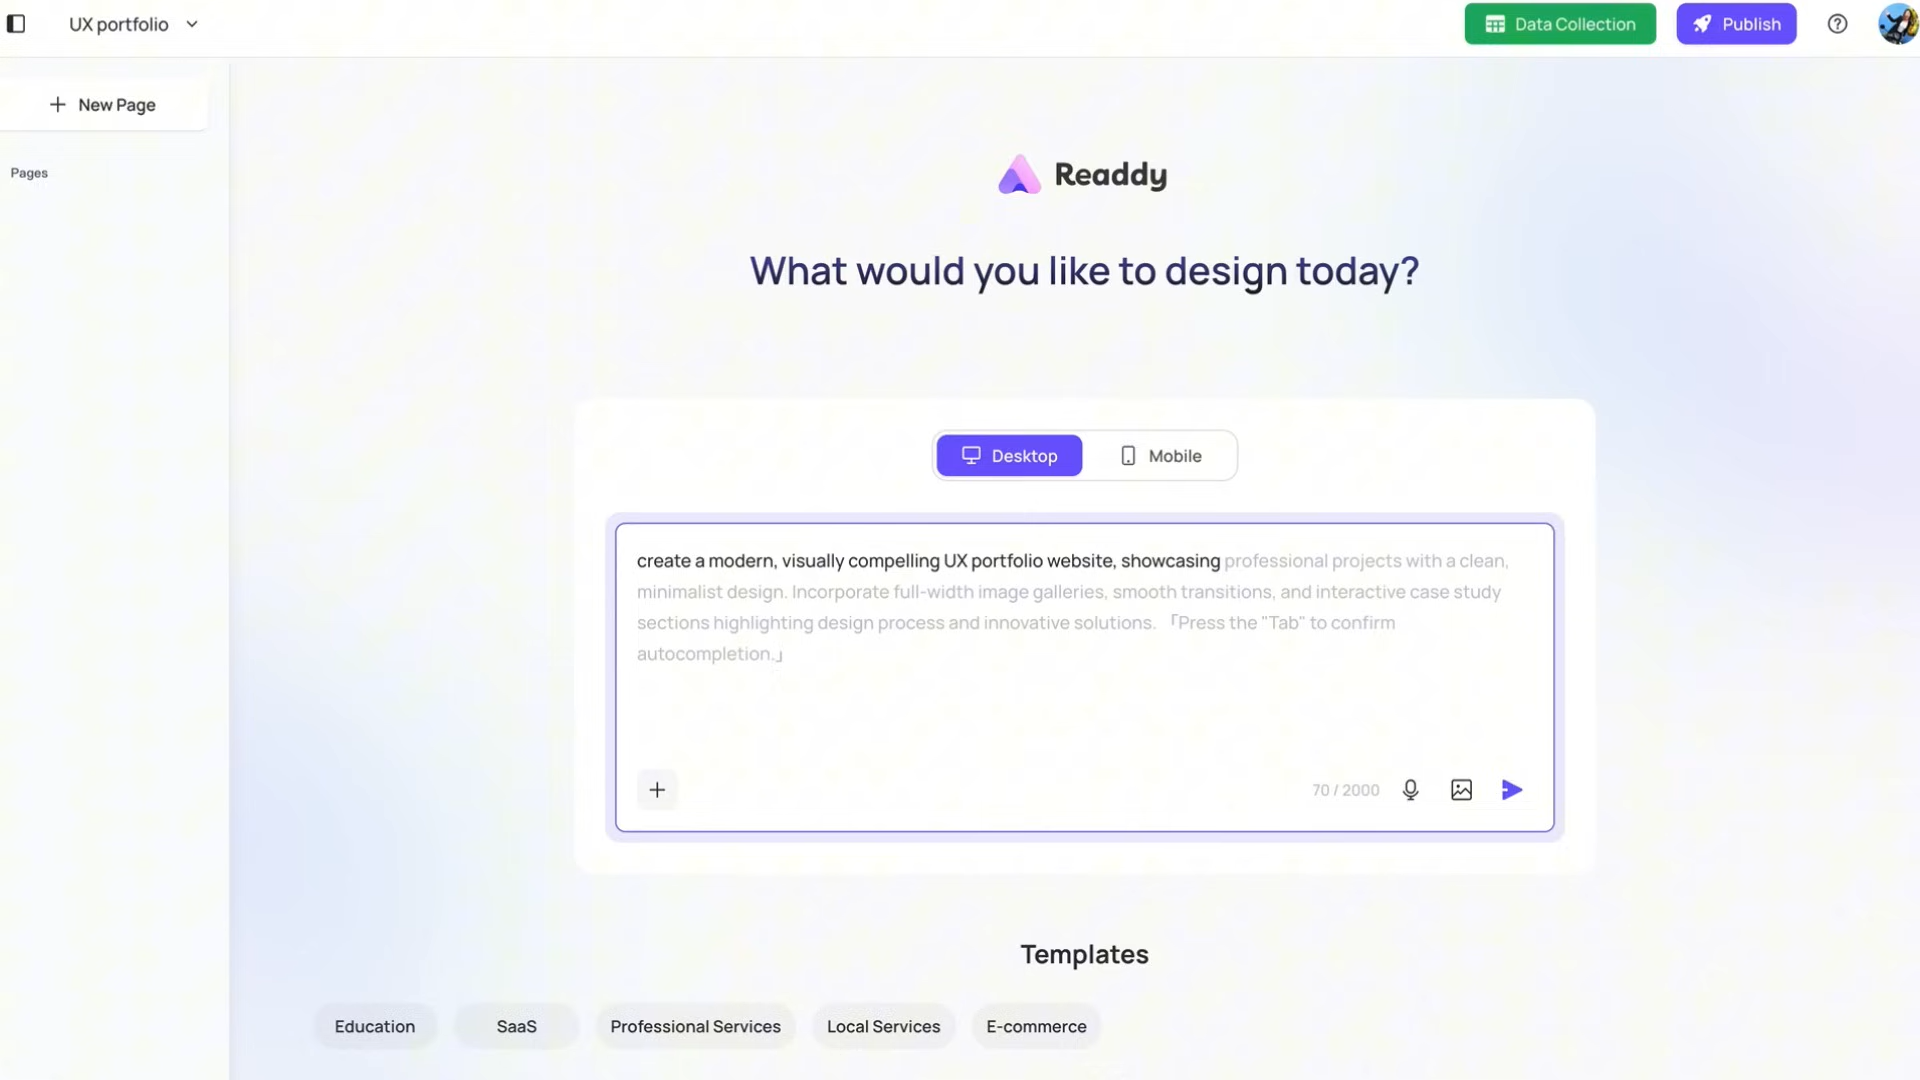 UX portfolio
Data Collection
Publish
New Page
Pages
Readdy
What would you like to design today?
Desktop
Mobile
create a modern, visually compelling UX portfolio website, showcasing professional projects with a clean,
minimalist design. Incorporate full-width image galleries, smooth transitions, and interactive case study
sections highlighting design process and innovative solutions. 「Press the "Tab" to confirm
autocompletion.」
70 / 2000
Templates
Education
SaaS
Professional Services
Local Services
E-commerce